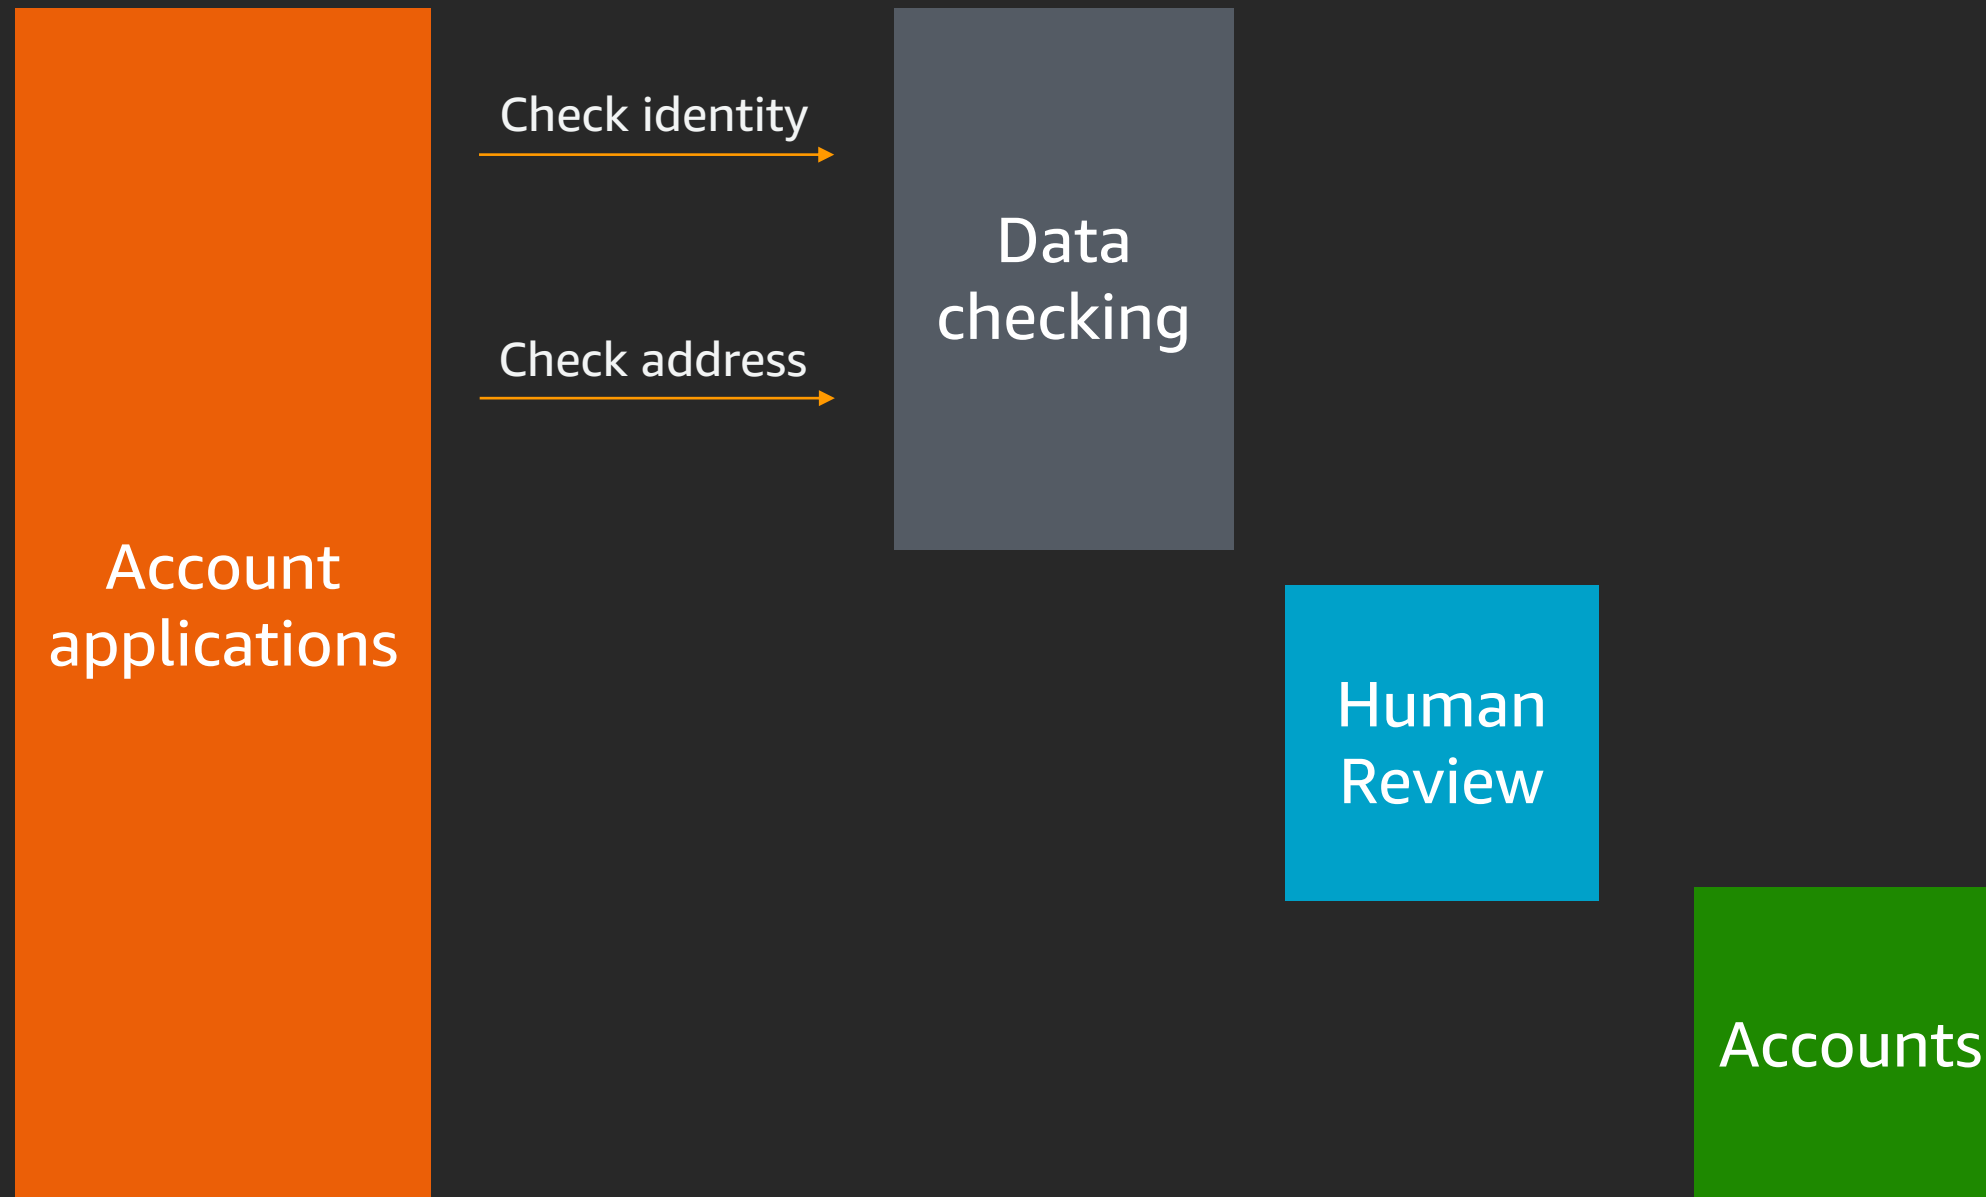 Check identity
Data
checking
Check address
Account
applications
Human
Review
Accounts